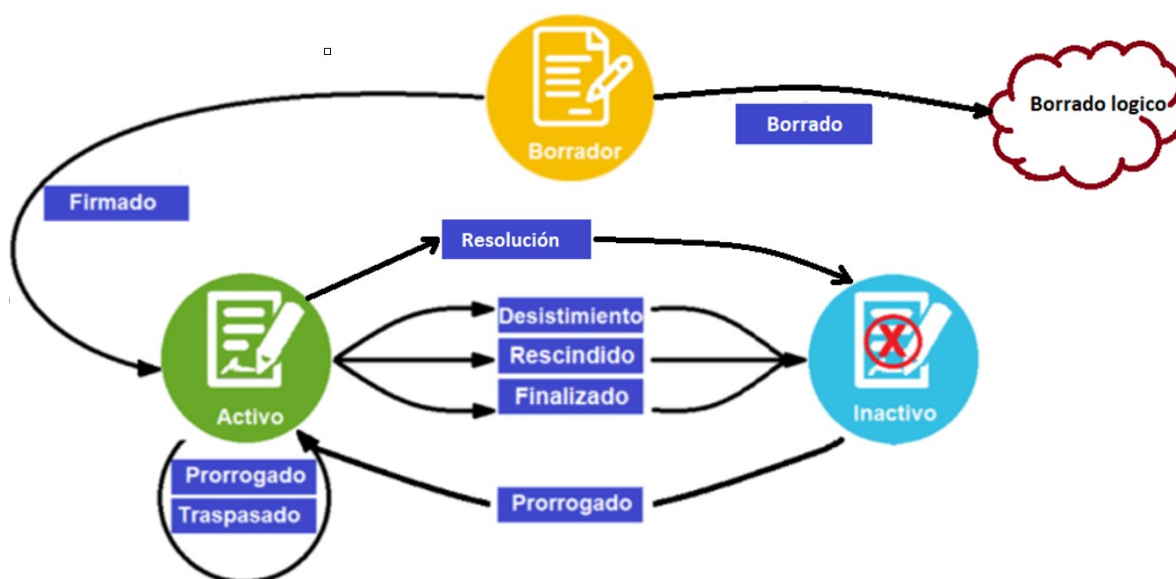 Borrador
Borrado
Borrado logico
Firmado
Resolución
Activo
Desistimiento
Rescindido
Finalizado
Inactivo
Prorrogado
Traspasado
Prorrogado